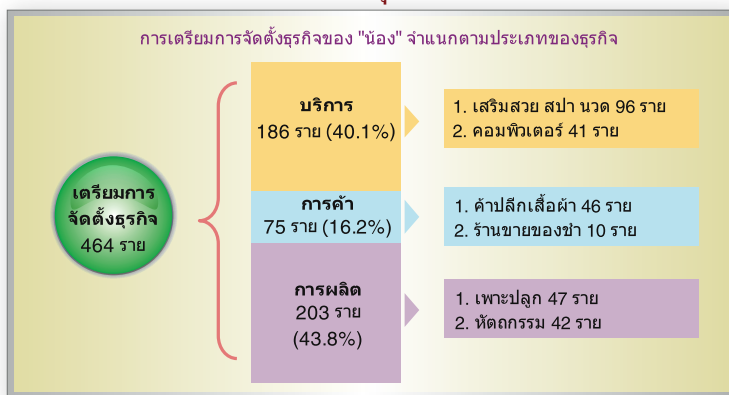 การเตรียมการจัดตั้งธุรกิจของ "น้อง" จำแนกตามประเภทของธุรกิจ
เตรียมการ
จัดตั้งธุรกิจ
464 ราย
บริการ
186 ราย (40.1%)
1. เสริมสวย สปา นวด 96 ราย
2. คอมพิวเตอร์ 41 ราย
การค้า
75 ราย (16.2%)
1. ค้าปลีกเสื้อผ้า 46 ราย
2. ร้านขายของชำ 10 ราย
การผลิต
203 ราย
(43.8%)
1. เพาะปลูก 47 ราย
2. หัตถกรรม 42 ราย